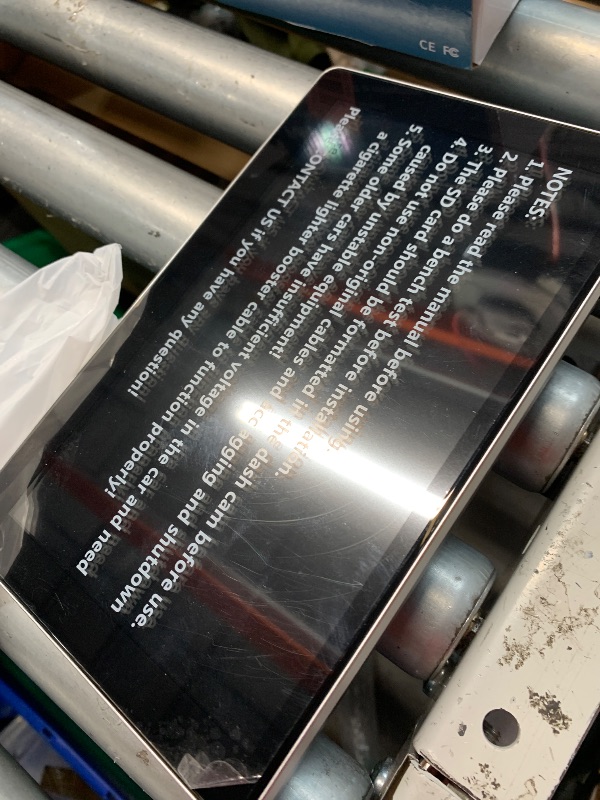 CE FC
NOTES:
1. Please read the manual before using.
2. Please do a bench test before installation.
3. The SD card should be formatted in the dash cam before use.
4. Do not use non-original cables and
caused by unstable equipment! lagging and shutdown
5. Some older cars have insufficient voltage in the car and need
a cigarette lighter booster cable to function properly!
Please CONTACT US if you have any question!